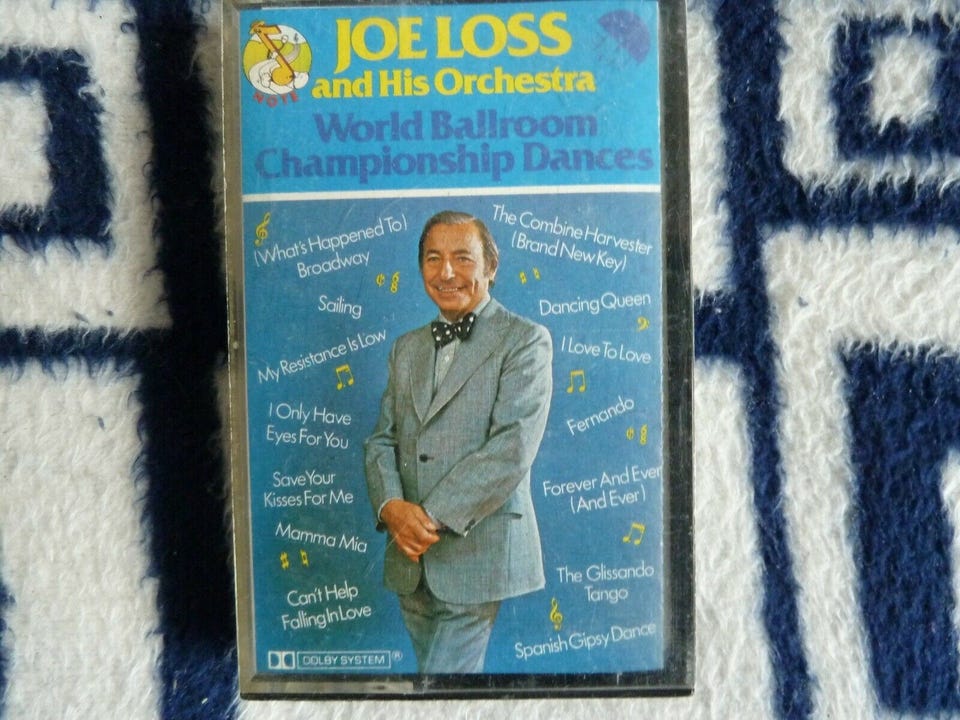 NOTE
JOE LOSS
and His Orchestra
World Ballroom
Championship Dances
(What's Happened To)
Broadway
Sailing
My Resistance Is Low
I Only Have
Eyes For You
Save Your
Kisses For Me
Mamma Mia
Can't Help
Falling In Love
The Combine Harvester
(Brand New Key)
Dancing Queen
I Love To Love
Fernando
Forever And Ever
(And Ever)
The Glissando
Tango
Spanish Gipsy Dance
DOLBY SYSTEM ®